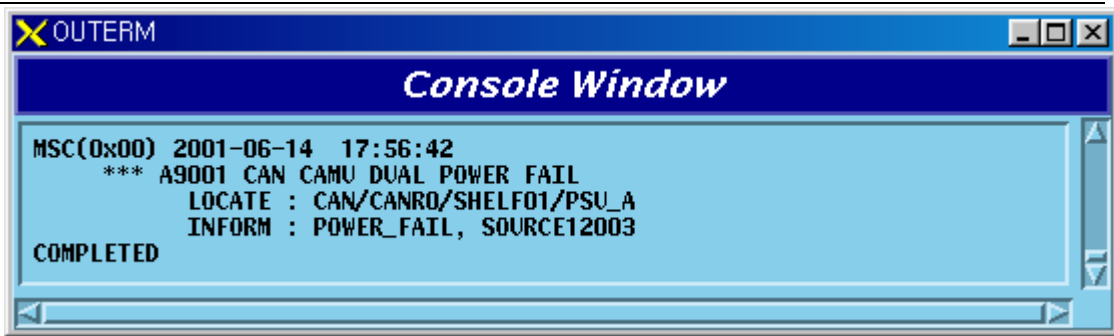 OUTERM
Console Window
MSC(0x00) 2001-06-14 17:56:42
*** A9001 CAN CAMU DUAL POWER FAIL
LOCATE : CAN/CANRO/SHELF01/PSU_A
INFORM : POWER_FAIL, SOURCE12003
COMPLETED